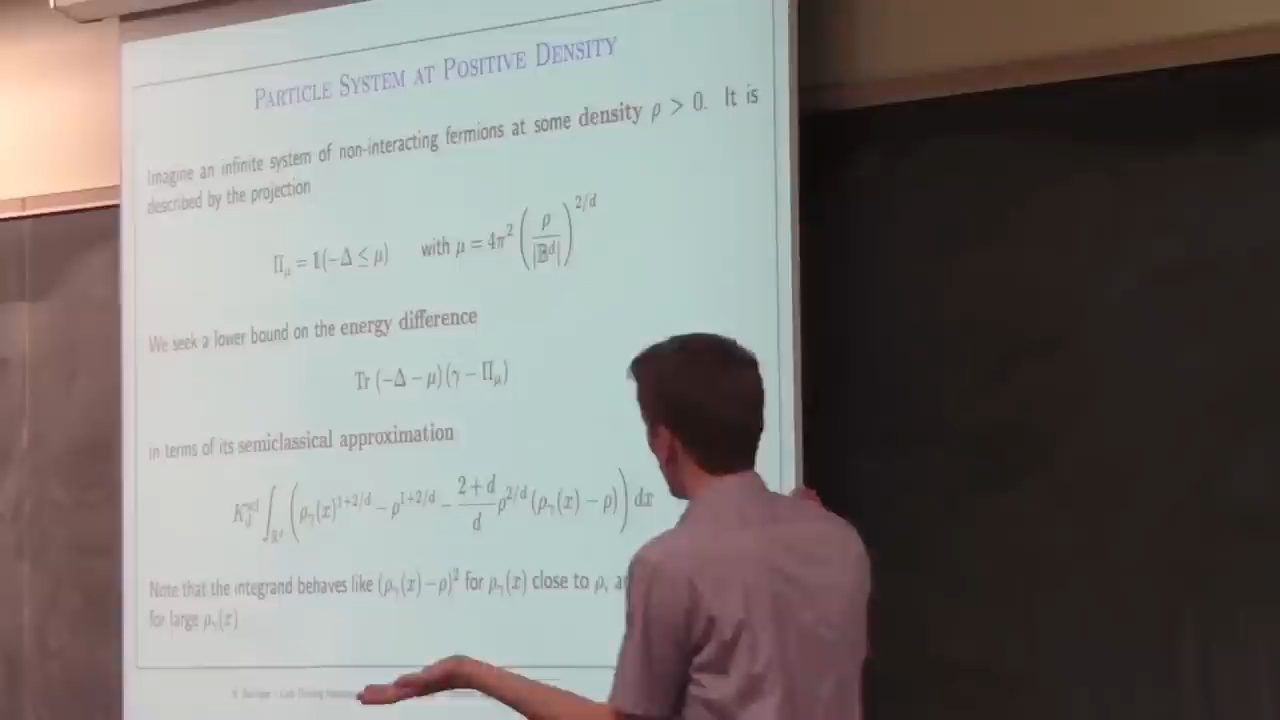 PARTICLE SYSTEM AT POSITIVE DENSITY
Imagine an infinite system of non-interacting fermions at some density ρ > 0. It is
described by the projection
Π_μ = 1(−Δ ≤ μ) with μ = 4π² (ρ / |𝔹ᵈ|)^{2/d}
We seek a lower bound on the energy difference
Tr (−Δ − μ)(γ − Π_μ)
in terms of its semiclassical approximation
∫_{ℝᵈ} (ρ_γ(x)^{1+2/d} − ρ^{1+2/d} − (2+d)/d ρ^{2/d} (ρ_γ(x) − ρ)) dx
Note that the integrand behaves like (ρ_γ(x) − ρ)² for ρ_γ(x) close to ρ,
for large ρ_γ(x)